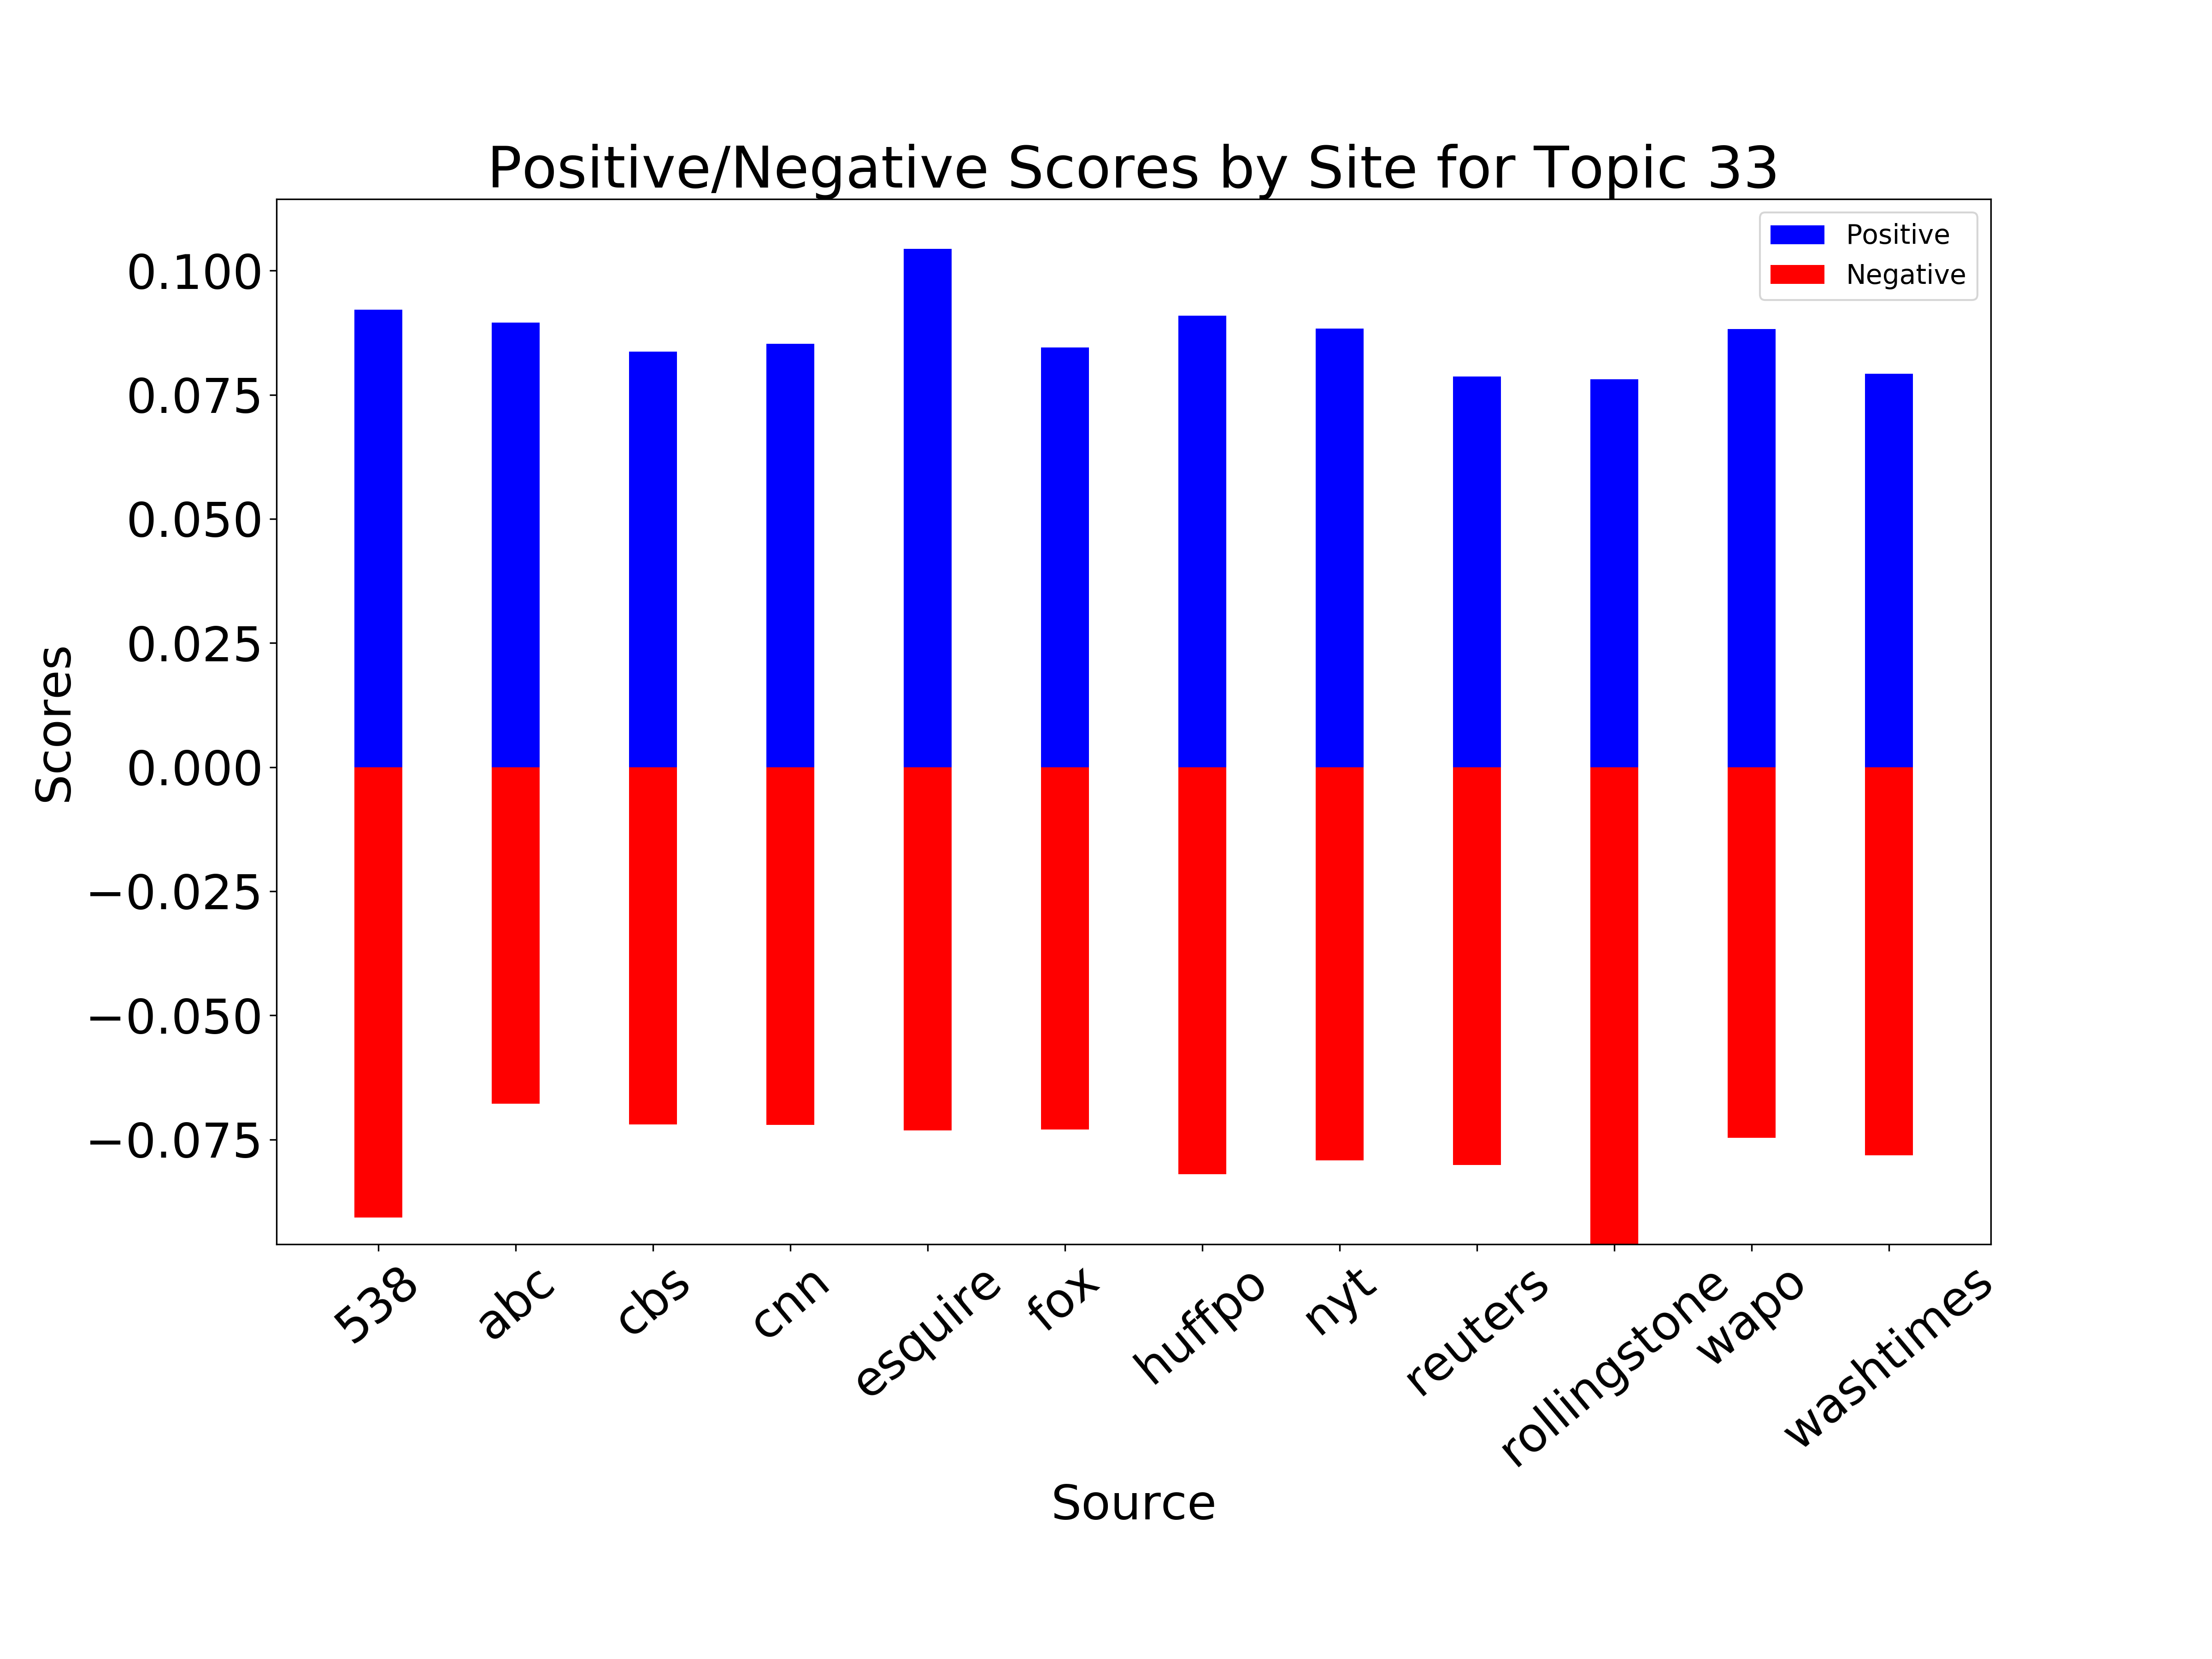 Positive/Negative Scores by Site for Topic 33
Positive
Negative
0.100
0.075
0.050
0.025
0.000
−0.025
−0.050
−0.075
Scores
538
abc
cbs
cnn
esquire
fox
huffpo
nyt
reuters
rollingstone
wapo
washtimes
Source